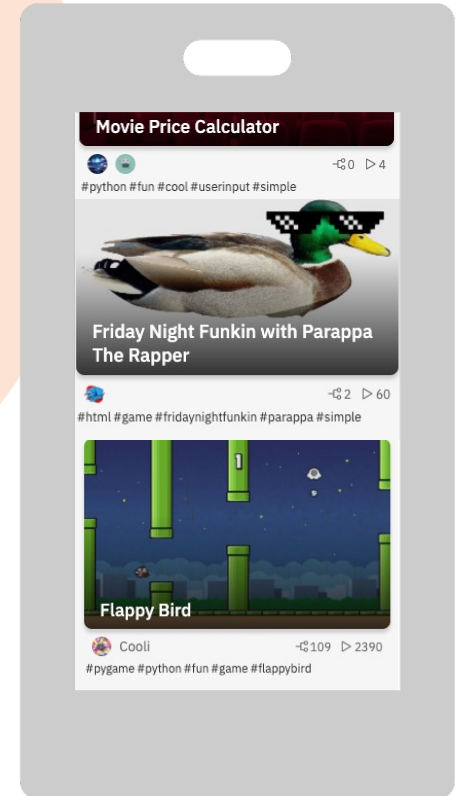 Movie Price Calculator
0 4
#python #fun #cool #userinput #simple
Friday Night Funkin with Parappa
The Rapper
2 60
#html #game #fridaynightfunkin #parappa #simple
1
Flappy Bird
Cooli 109 2390
#pygame #python #fun #game #flappybird